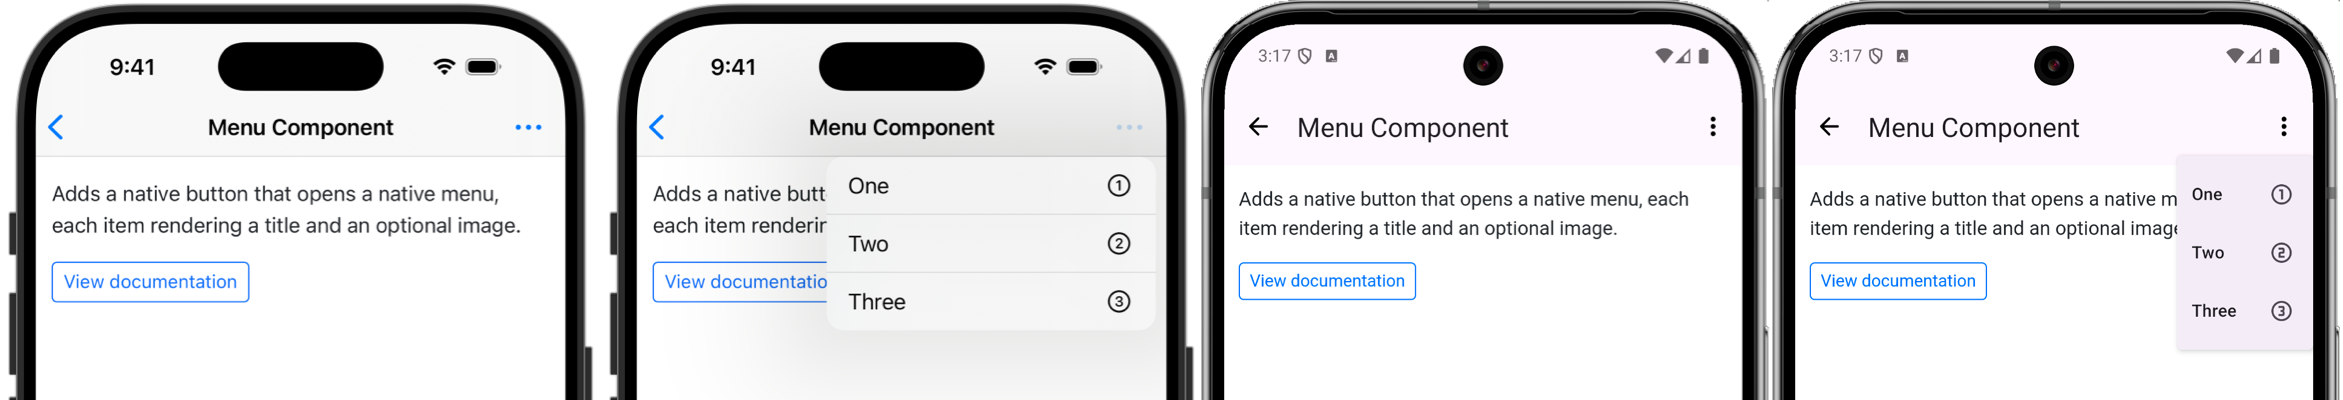 9:41
Menu Component
Adds a native button that opens a native menu,
each item rendering a title and an optional image.
View documentation
9:41
Menu Component
Adds a native butt
each item renderin
View documentatio
One 1
Two 2
Three 3
3:17 A
Menu Component
Adds a native button that opens a native menu, each
item rendering a title and an optional image.
View documentation
3:17 A
Menu Component
Adds a native button that opens a native m
item rendering a title and an optional image
View documentation
One 1
Two 2
Three 3